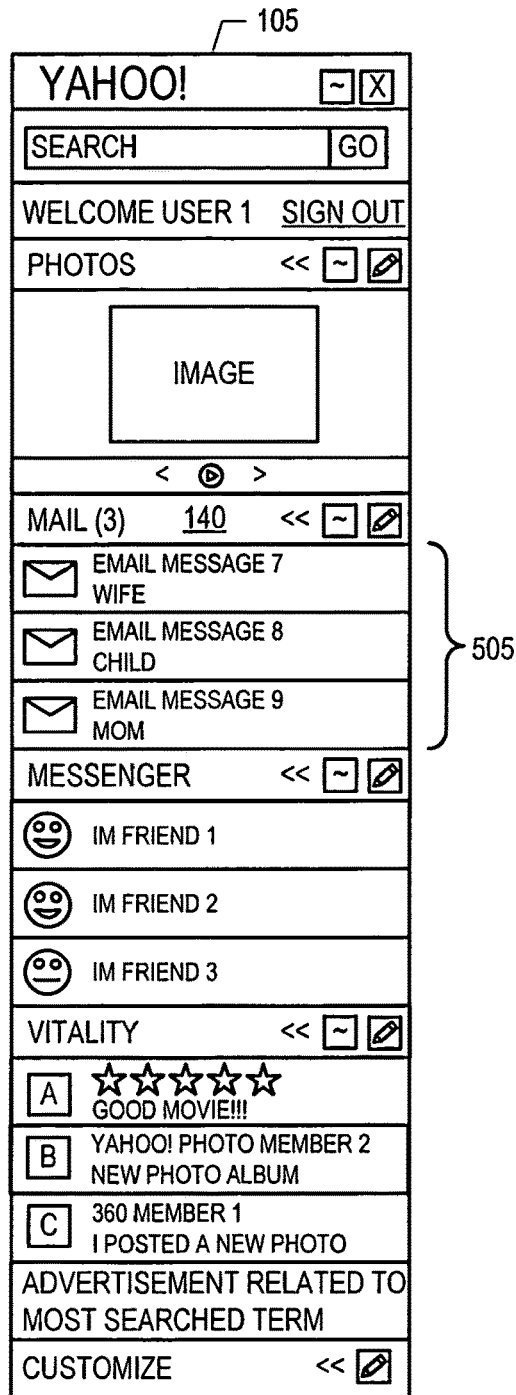 105
YAHOO! ~ X
SEARCH GO
WELCOME USER 1 SIGN OUT
PHOTOS << ~
IMAGE
< >
MAIL (3) 140 << ~
EMAIL MESSAGE 7
WIFE
EMAIL MESSAGE 8
CHILD
EMAIL MESSAGE 9
MOM
505
MESSENGER << ~
IM FRIEND 1
IM FRIEND 2
IM FRIEND 3
VITALITY << ~
A
GOOD MOVIE!!!
B YAHOO! PHOTO MEMBER 2
NEW PHOTO ALBUM
C 360 MEMBER 1
I POSTED A NEW PHOTO
ADVERTISEMENT RELATED TO
MOST SEARCHED TERM
CUSTOMIZE <<